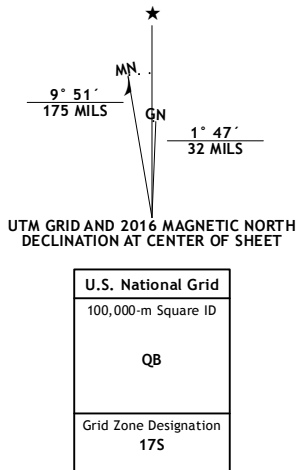 ★
MN
GN
9° 51´
175 MILS
1° 47´
32 MILS
UTM GRID AND 2016 MAGNETIC NORTH
DECLINATION AT CENTER OF SHEET
U.S. National Grid
100,000-m Square ID
QB
Grid Zone Designation
17S